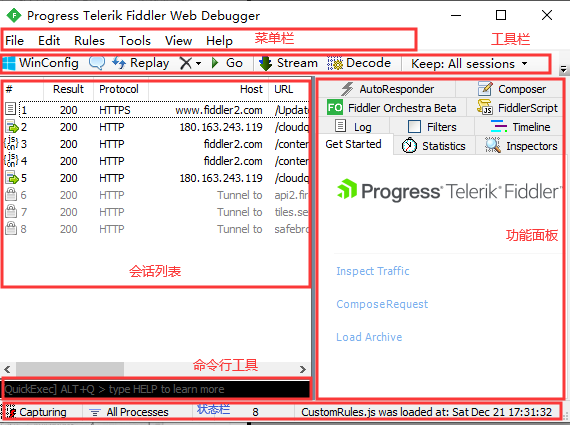 Progress Telerik Fiddler Web Debugger
File Edit Rules Tools View Help 菜单栏 工具栏
WinConfig Replay Go Stream Decode Keep: All sessions
# Result Protocol Host URL
1 200 HTTPS www.fiddler2.com /Updat
2 200 HTTP 180.163.243.119 /cloudq
3 200 HTTP fiddler2.com /conter
4 200 HTTP fiddler2.com /conter
5 200 HTTP 180.163.243.119 /cloudq
6 200 HTTP Tunnel to api2.fir
7 200 HTTP Tunnel to tiles.se
8 200 HTTP Tunnel to safebro
会话列表
AutoResponder Composer
FO Fiddler Orchestra Beta FiddlerScript
Log Filters Timeline
Get Started Statistics Inspectors
Progress® Telerik® Fiddler™
功能面板
Inspect Traffic
ComposeRequest
Load Archive
命令行工具
QuickExec] ALT+Q > type HELP to learn more
Capturing All Processes 状态栏 8 CustomRules.js was loaded at: Sat Dec 21 17:31:32